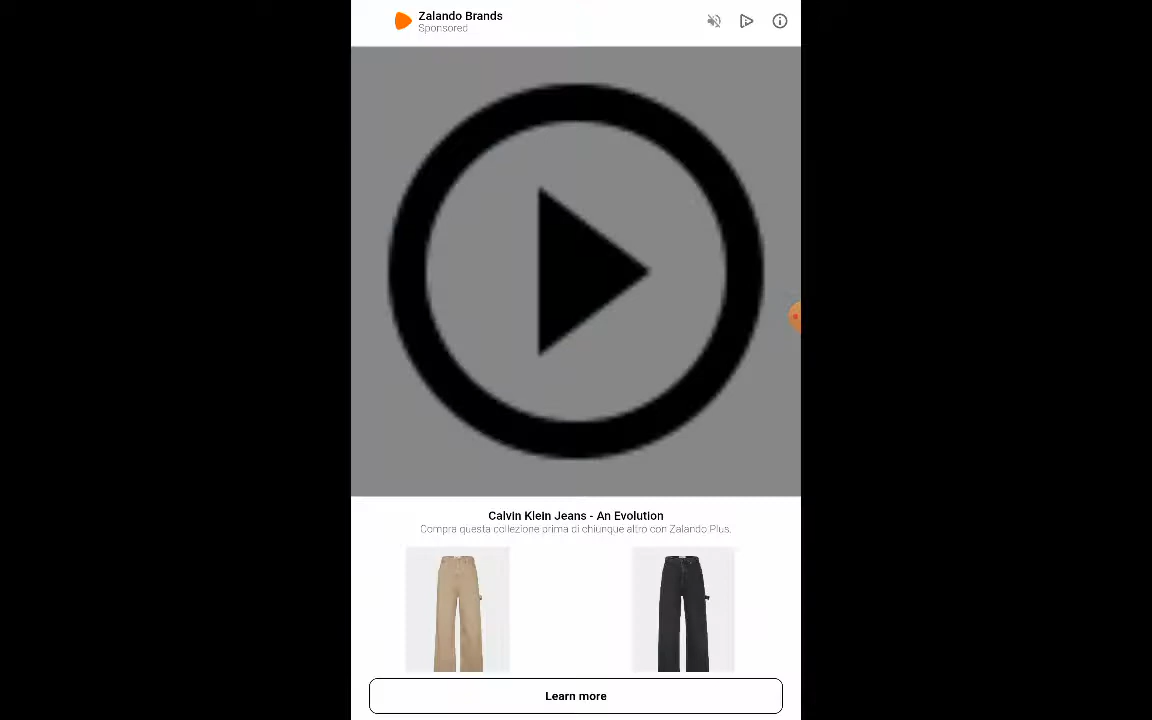 Zalando Brands
Sponsored
Calvin Klein Jeans - An Evolution
Compra questa collezione prima di chiunque altro con Zalando Plus.
Learn more